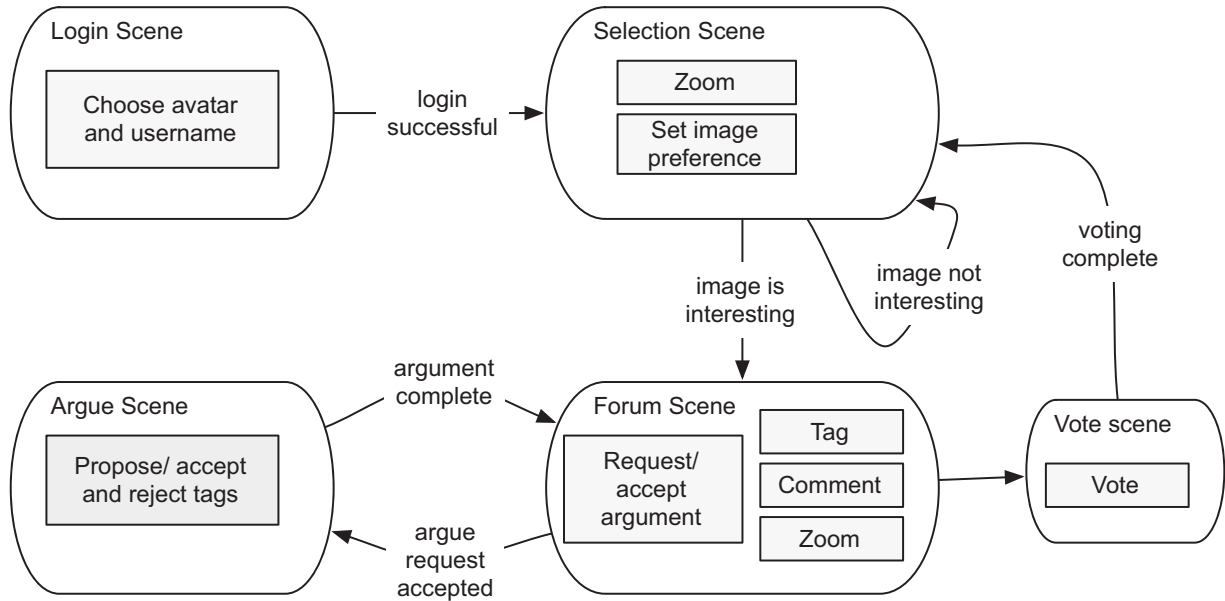 Login Scene
Choose avatar
and username
login
successful
Selection Scene
Zoom
Set image
preference
image is
interesting
image not
interesting
voting
complete
Argue Scene
Propose/ accept
and reject tags
argument
complete
argue
request
accepted
Forum Scene
Request/
accept
argument
Tag
Comment
Zoom
Vote scene
Vote